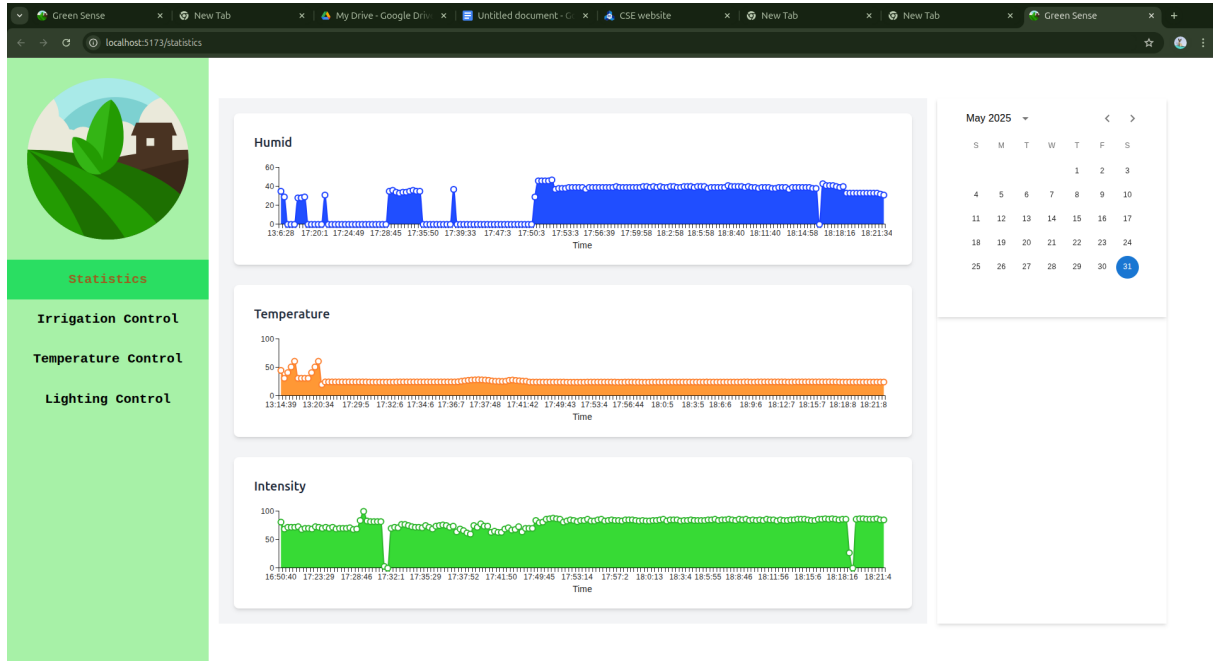 Green Sense
New Tab
My Drive - Google Driv
Untitled document - G
CSE website
New Tab
New Tab
Green Sense
localhost:5173/statistics
Statistics
Irrigation Control
Temperature Control
Lighting Control
Humid
60
40
20
0
13:6:28 17:20:1 17:24:49 17:28:45 17:35:50 17:39:33 17:47:3 17:50:3 17:53:3 17:56:39 17:59:58 18:2:58 18:5:58 18:8:40 18:11:40 18:14:58 18:18:16 18:21:34
Time
Temperature
100
50
0
13:14:39 13:20:34 17:29:5 17:32:6 17:34:6 17:36:7 17:37:48 17:41:42 17:49:43 17:53:4 17:56:44 18:0:5 18:3:5 18:6:6 18:9:6 18:12:7 18:15:7 18:18:8 18:21:8
Time
Intensity
100
50
0
16:50:40 17:23:29 17:28:46 17:32:1 17:35:29 17:37:52 17:41:50 17:49:45 17:53:14 17:57:2 18:0:13 18:3:4 18:5:55 18:8:46 18:11:56 18:15:6 18:18:16 18:21:4
Time
May 2025
S M T W T F S
1 2 3
4 5 6 7 8 9 10
11 12 13 14 15 16 17
18 19 20 21 22 23 24
25 26 27 28 29 30 31